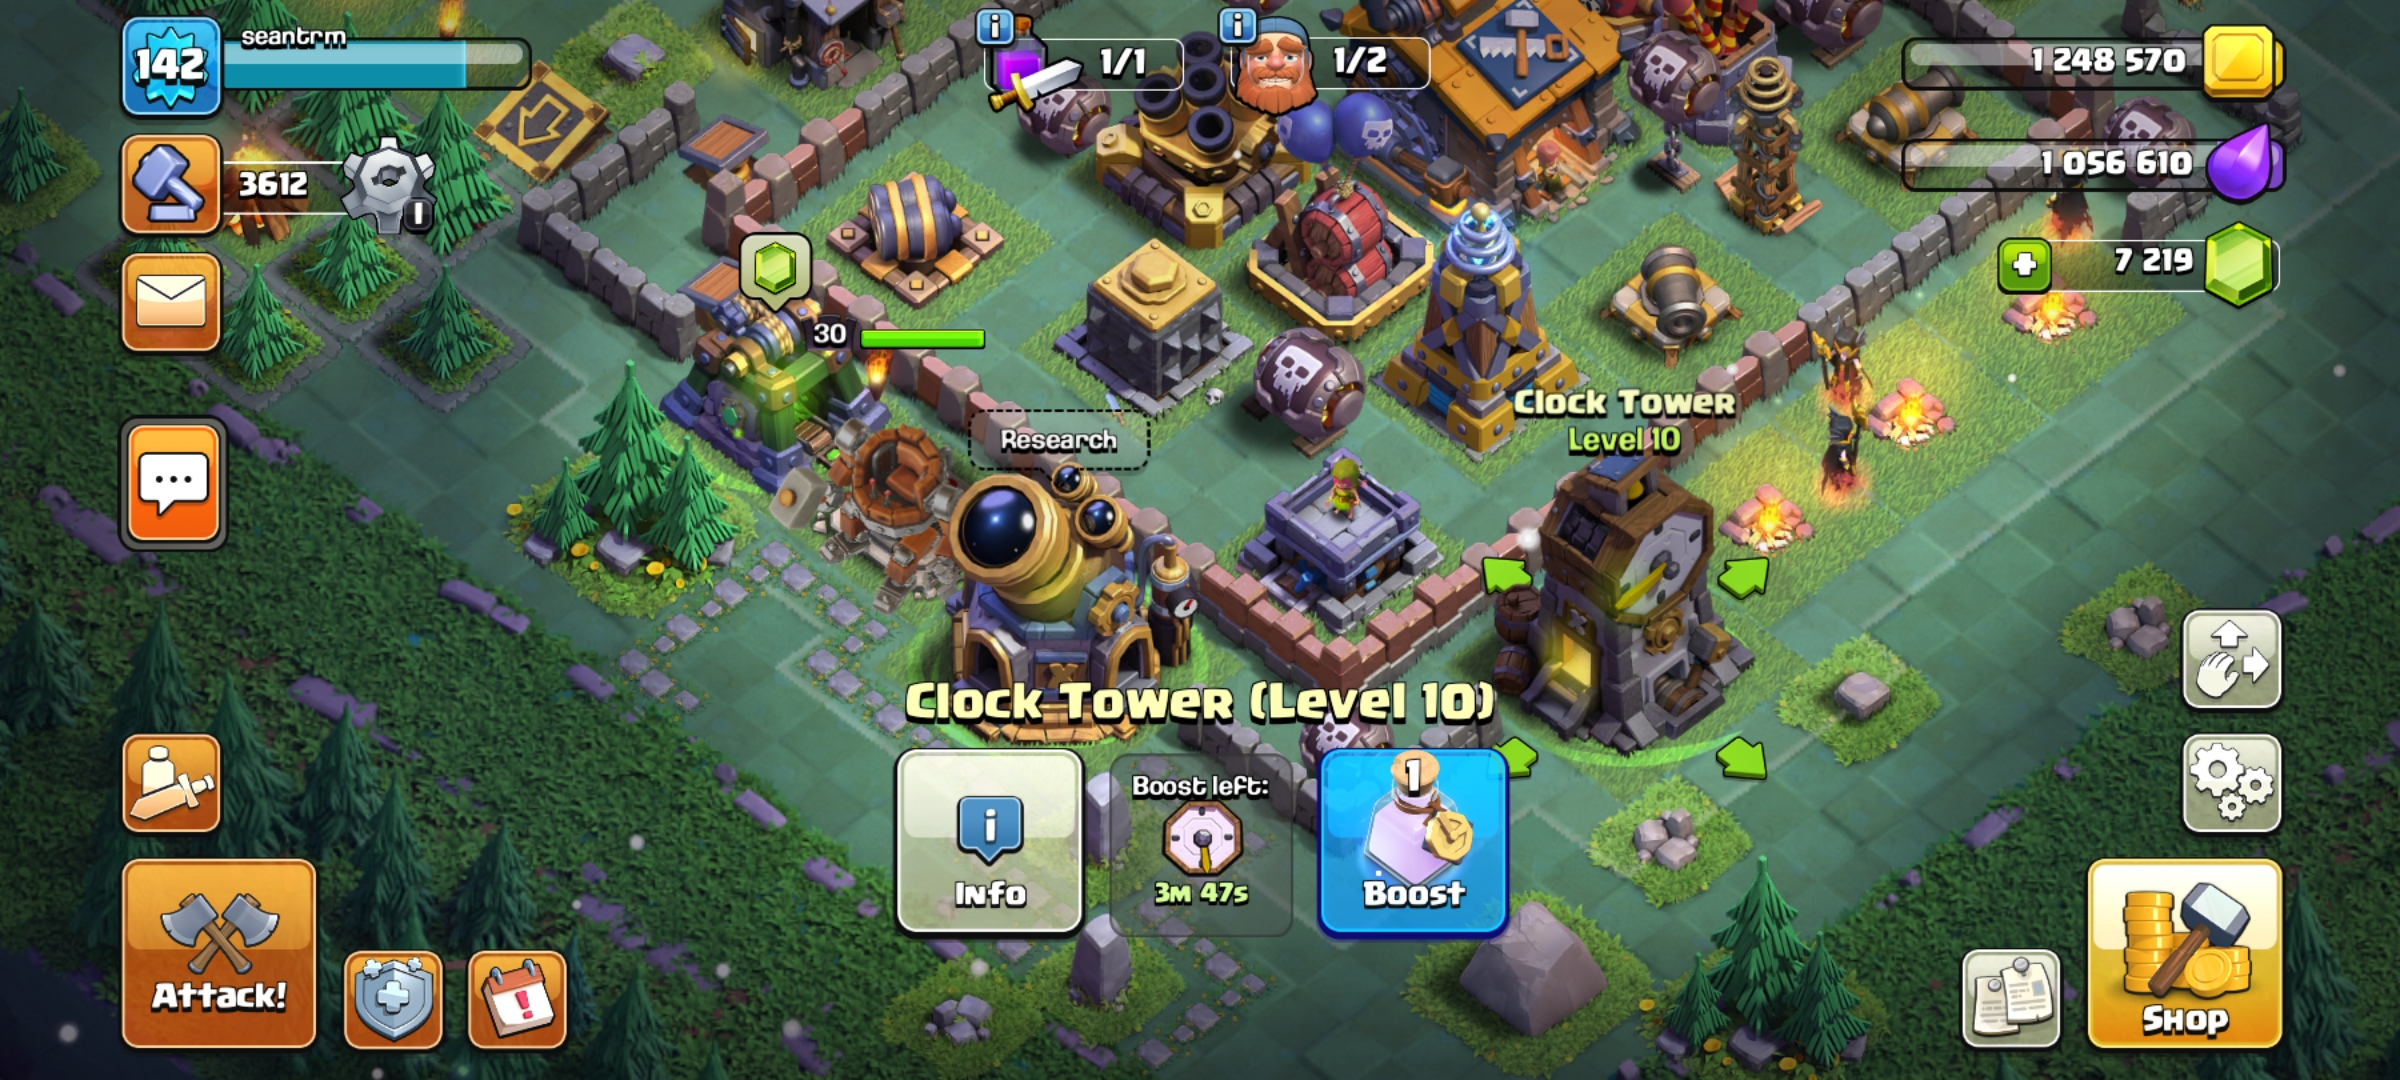 142
seantrm
1/1
1/2
1 248 570
3612
I
1 056 610
7 219
30
Research
Clock Tower
Level 10
Clock Tower (Level 10)
Info
Boost left:
3m 47s
1
Boost
Attack!
Shop